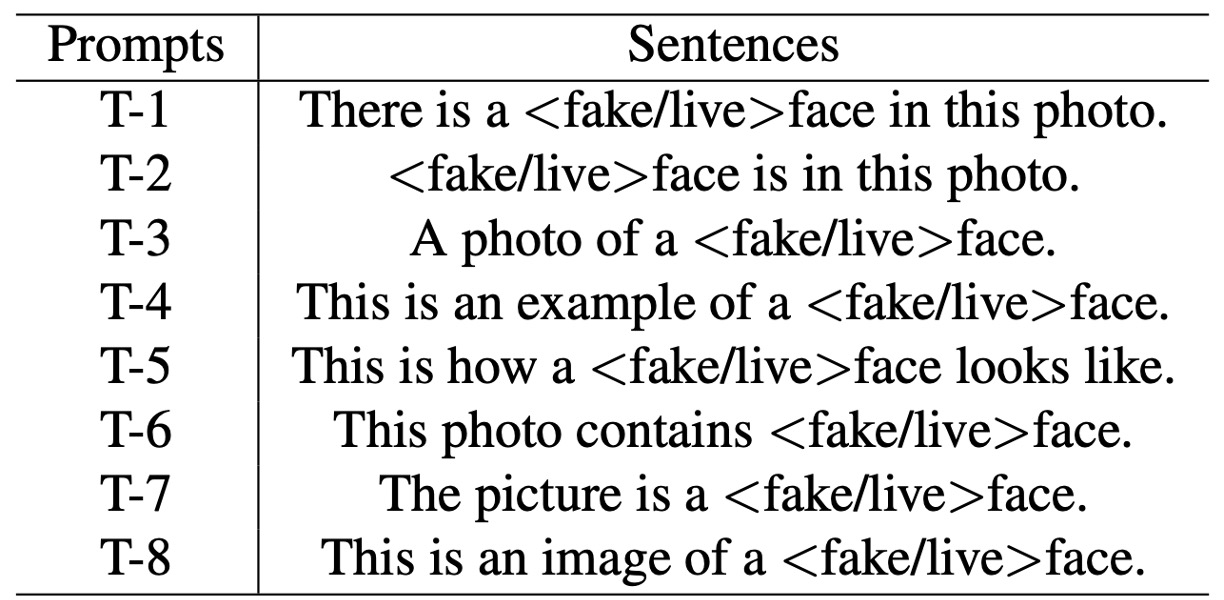 Prompts Sentences
T-1 There is a <fake/live>face in this photo.
T-2 <fake/live>face is in this photo.
T-3 A photo of a <fake/live>face.
T-4 This is an example of a <fake/live>face.
T-5 This is how a <fake/live>face looks like.
T-6 This photo contains <fake/live>face.
T-7 The picture is a <fake/live>face.
T-8 This is an image of a <fake/live>face.